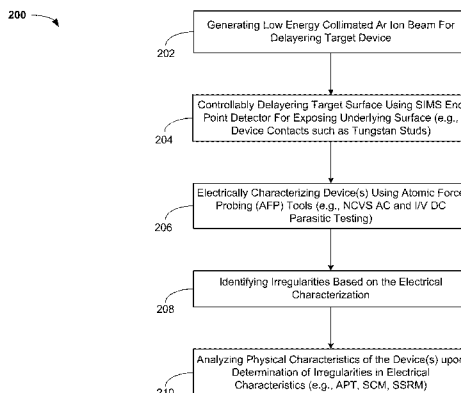 200
Generating Low Energy Collimated Ar Ion Beam For
Delayering Target Device
202
Controllably Delayering Target Surface Using SIMS End
Point Detector For Exposing Underlying Surface (e.g.,
Device Contacts such as Tungstan Studs)
204
Electrically Characterizing Device(s) Using Atomic Force
Probing (AFP) Tools (e.g., NCVS AC and I/V DC
Parasitic Testing)
206
Identifying Irregularities Based on the Electrical
Characterization
208
Analyzing Physical Characteristics of the Device(s) upon
Determination of Irregularities in Electrical
Characteristics (e.g., APT, SCM, SSRM)
210